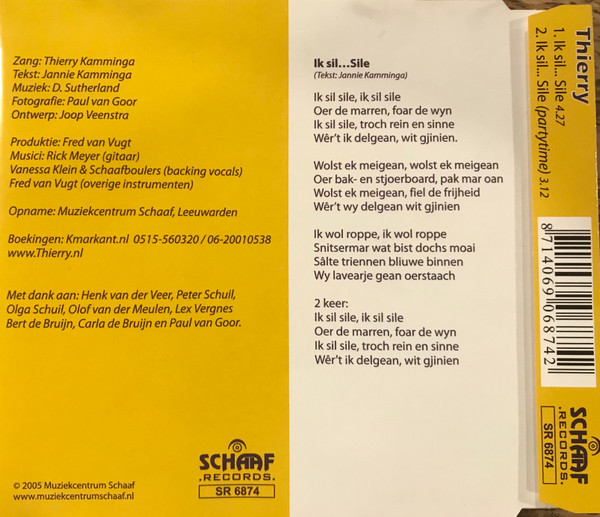 Zang: Thierry Kamminga
Tekst: Jannie Kamminga
Muziek: D. Sutherland
Fotografie: Paul van Goor
Ontwerp: Joop Veenstra
Produktie: Fred van Vugt
Musici: Rick Meyer (gitaar)
Vanessa Klein & Schaafboulers (backing vocals)
Fred van Vugt (overige instrumenten)
Opname: Muziekcentrum Schaaf, Leeuwarden
Boekingen: Kmarkant.nl 0515-560320 / 06-20010538
www.Thierry.nl
Met dank aan: Henk van der Veer, Peter Schuil,
Olga Schuil, Olof van der Meulen, Lex Vergnes
Bert de Bruijn, Carla de Bruijn en Paul van Goor.
SCHAAF
.RECORDS.
SR 6874
© 2005 Muziekcentrum Schaaf
www.muziekcentrumschaaf.nl
Ik sil...Sile
(Tekst: Jannie Kamminga)
Ik sil sile, ik sil sile
Oer de marren, foar de wyn
Ik sil sile, troch rein en sinne
Wêr't ik delgean, wit gjinien.
Wolst ek meigean, wolst ek meigean
Oer bak- en stjoerboard, pak mar oan
Wolst ek meigean, fiel de frijheid
Wêr't wy delgean wit gjinien
Ik wol roppe, ik wol roppe
Snitsermar wat bist dochs moai
Sâlte triennen bliuwe binnen
Wy lavearje gean oerstaach
2 keer:
Ik sil sile, ik sil sile
Oer de marren, foar de wyn
Ik sil sile, troch rein en sinne
Wêr't ik delgean, wit gjinien
Thierry
1. Ik sil... Sile 4.27
2. Ik sil... Sile (partytime) 3.12
8 714069 068742
SCHAAF
.RECORDS.
SR 6874